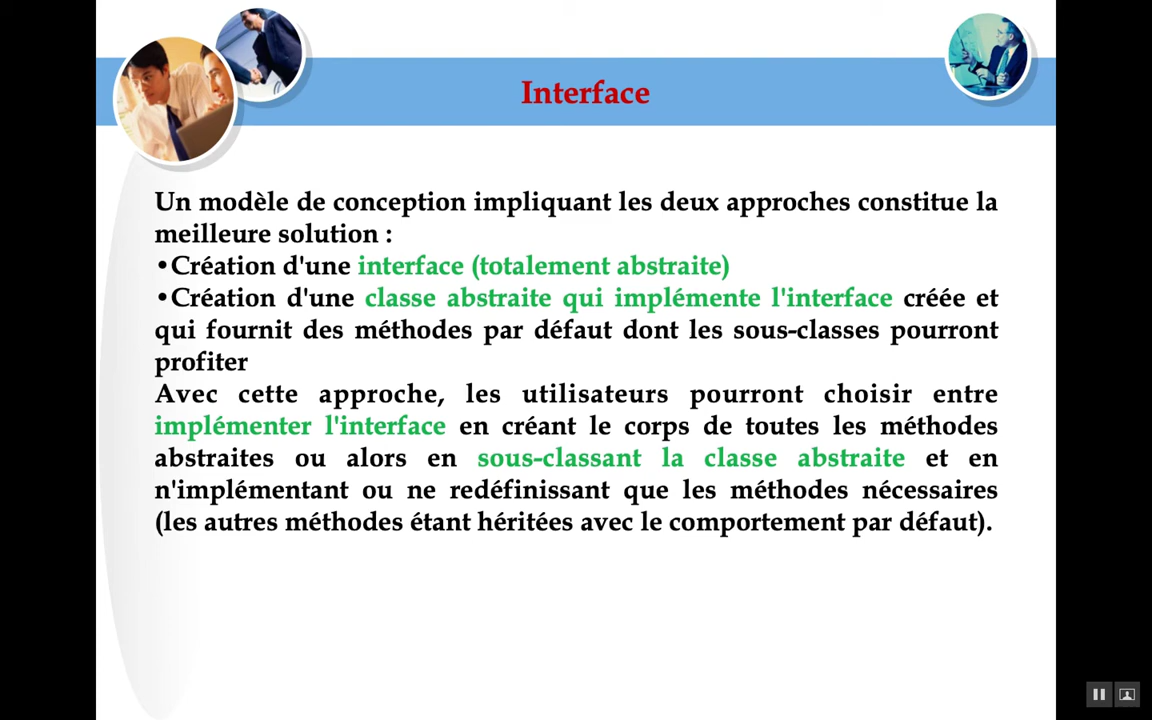 Interface
Un modèle de conception impliquant les deux approches constitue la
meilleure solution :
•Création d'une interface (totalement abstraite)
•Création d'une classe abstraite qui implémente l'interface créée et
qui fournit des méthodes par défaut dont les sous-classes pourront
profiter
Avec cette approche, les utilisateurs pourront choisir entre
implémenter l'interface en créant le corps de toutes les méthodes
abstraites ou alors en sous-classant la classe abstraite et en
n'implémentant ou ne redéfinissant que les méthodes nécessaires
(les autres méthodes étant héritées avec le comportement par défaut).